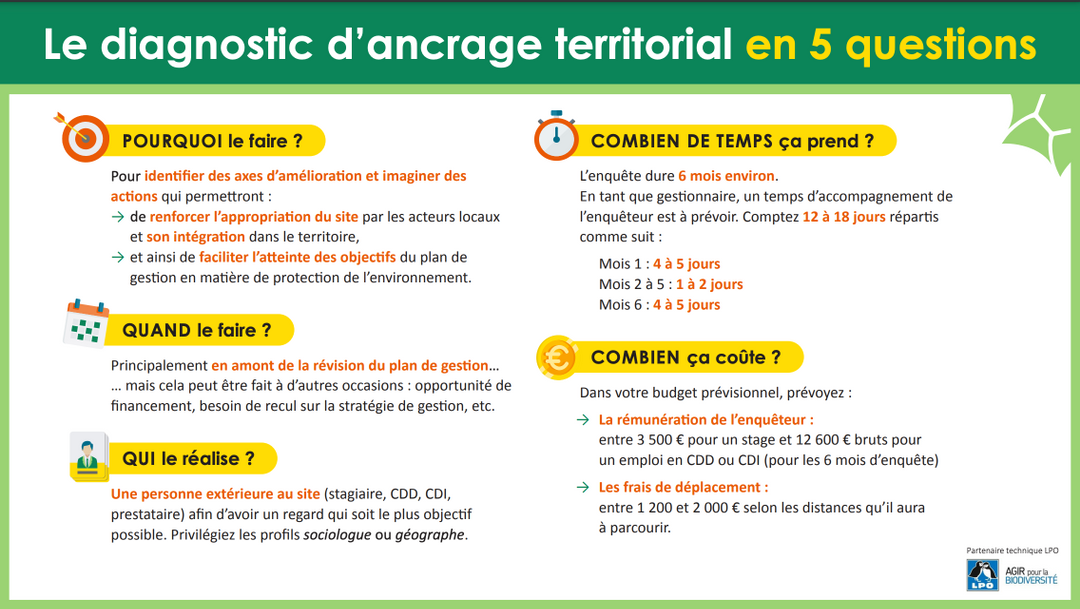 Le diagnostic d’ancrage territorial en 5 questions
POURQUOI le faire ?
Pour identifier des axes d’amélioration et imaginer des
actions qui permettront :
→ de renforcer l’appropriation du site par les acteurs locaux
et son intégration dans le territoire,
→ et ainsi de faciliter l’atteinte des objectifs du plan de
gestion en matière de protection de l’environnement.
QUAND le faire ?
Principalement en amont de la révision du plan de gestion...
... mais cela peut être fait à d’autres occasions : opportunité de
financement, besoin de recul sur la stratégie de gestion, etc.
QUI le réalise ?
Une personne extérieure au site (stagiaire, CDD, CDI,
prestataire) afin d’avoir un regard qui soit le plus objectif
possible. Privilégiez les profils sociologue ou géographe.
COMBIEN DE TEMPS ça prend ?
L’enquête dure 6 mois environ.
En tant que gestionnaire, un temps d’accompagnement de
l’enquêteur est à prévoir. Comptez 12 à 18 jours répartis
comme suit :
Mois 1 : 4 à 5 jours
Mois 2 à 5 : 1 à 2 jours
Mois 6 : 4 à 5 jours
COMBIEN ça coûte ?
Dans votre budget prévisionnel, prévoyez :
→ La rémunération de l’enquêteur :
entre 3 500 € pour un stage et 12 600 € bruts pour
un emploi en CDD ou CDI (pour les 6 mois d’enquête)
→ Les frais de déplacement :
entre 1 200 et 2 000 € selon les distances qu’il aura
à parcourir.
Partenaire technique LPO
LPO
AGIR pour la
BIODIVERSITÉ